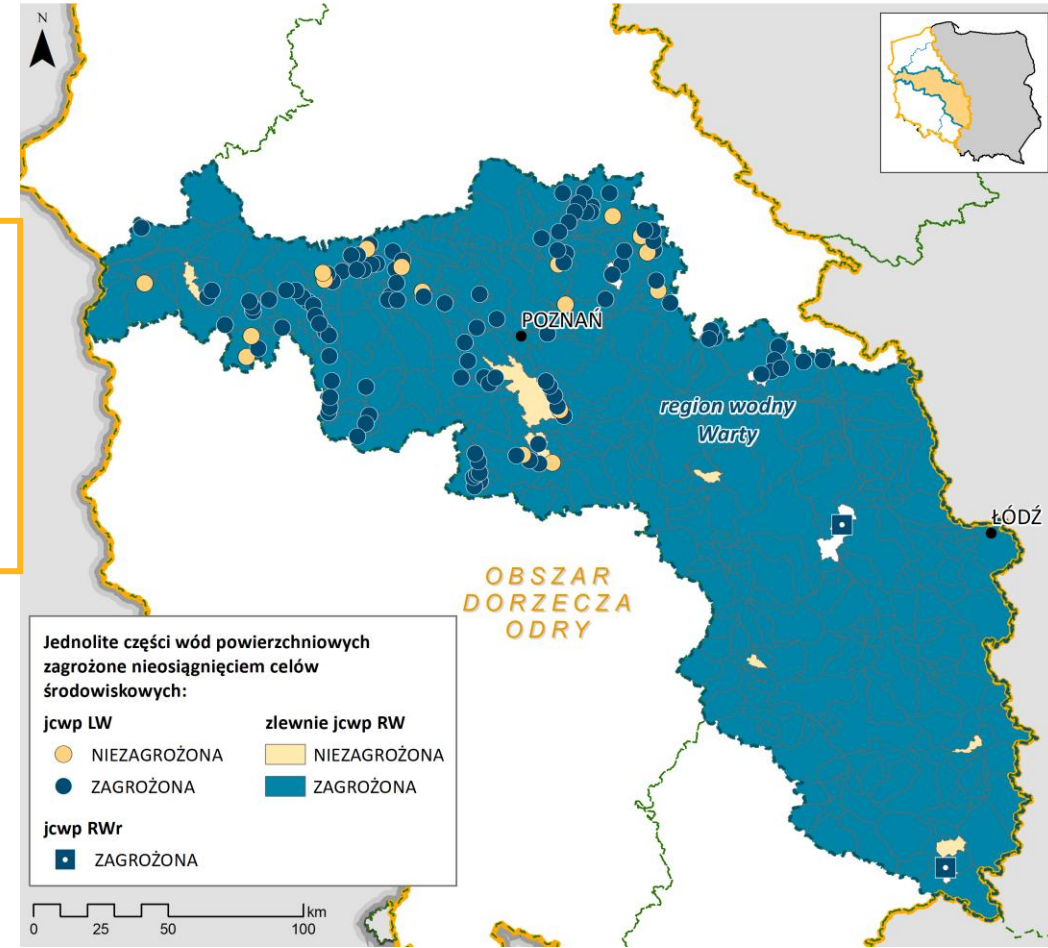 N
POZNAŃ
region wodny
Warty
ŁÓDŹ
OBSZAR
DORZECZA
ODRY
Jednolite części wód powierzchniowych
zagrożone nieosiągnięciem celów
środowiskowych:
jcwp LW
NIEZAGROŻONA
ZAGROŻONA
jcwp RWr
ZAGROŻONA
zlewnie jcwp RW
NIEZAGROŻONA
ZAGROŻONA
km
0 25 50 100